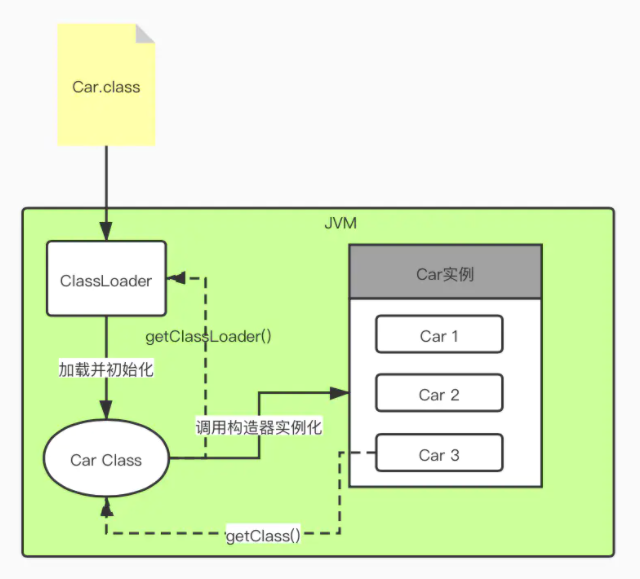 Car.class
JVM
ClassLoader
Car实例
getClassLoader()
Car 1
加载并初始化
Car 2
调用构造器实例化
Car Class
Car 3
getClass()